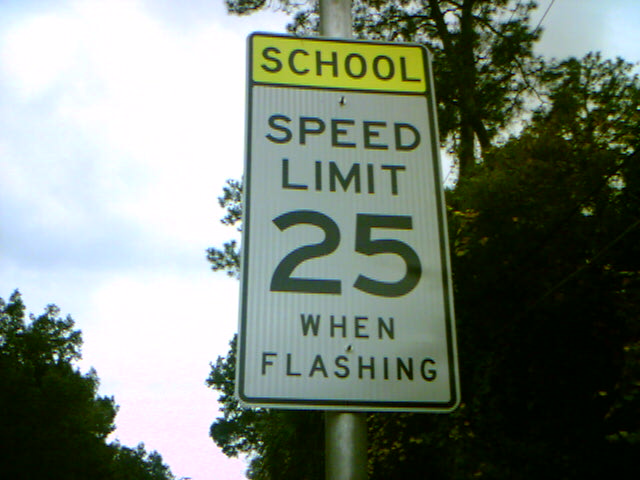 SCHOOL
SPEED
LIMIT
25
WHEN
FLASHING